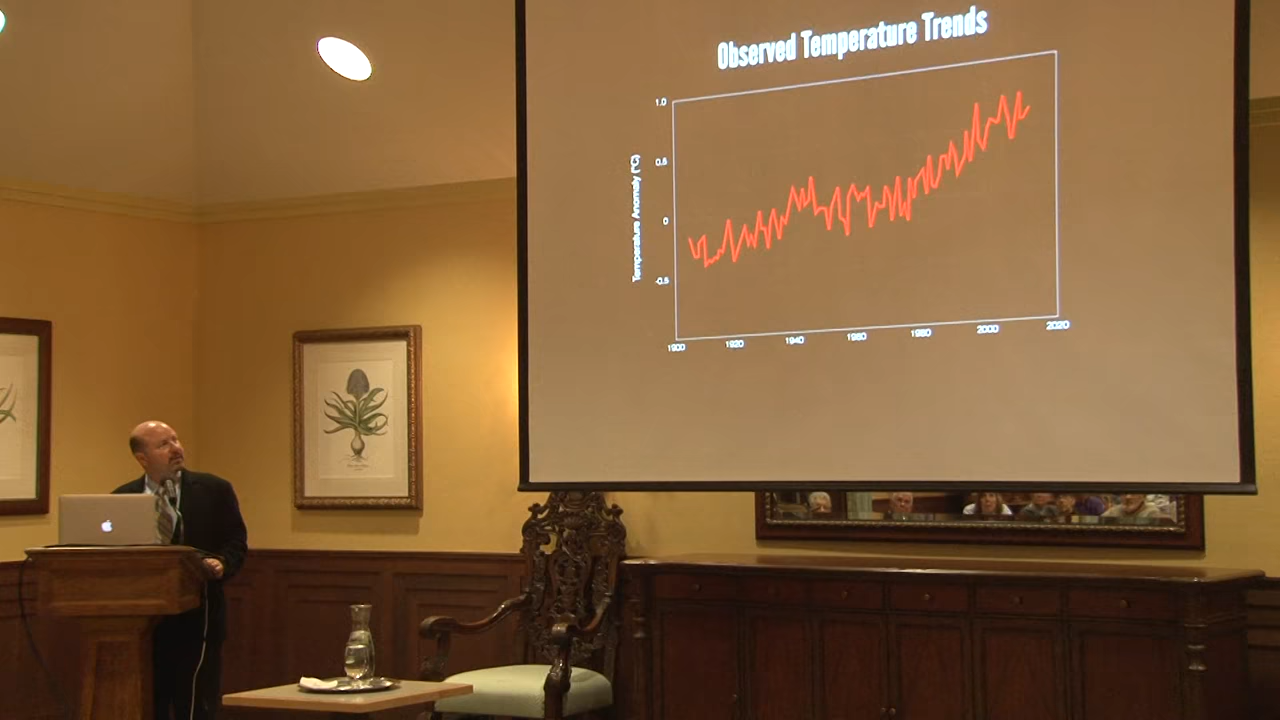 Observed Temperature Trends
1.0
0.5
0
-0.5
Temperature Anomaly (°C)
1900 1920 1940 1960 1980 2000 2020